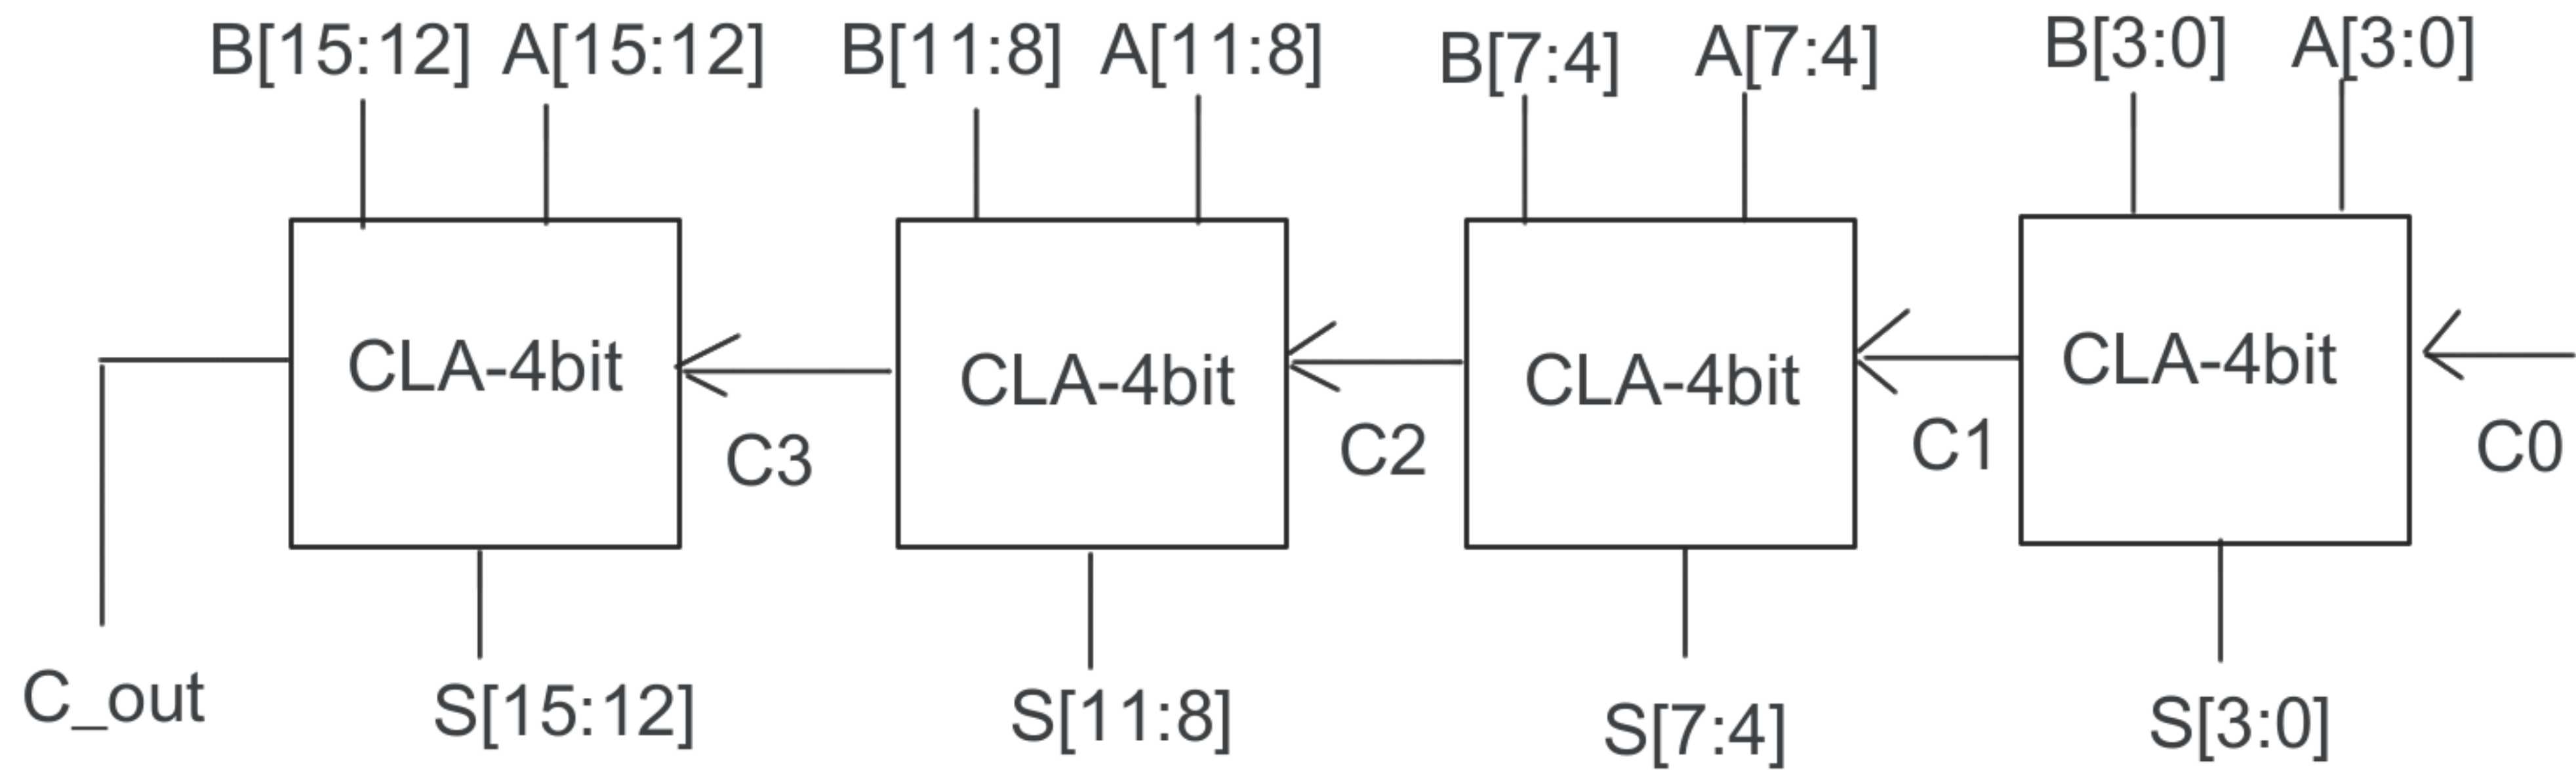 B[15:12] A[15:12] B[11:8] A[11:8] B[7:4] A[7:4] B[3:0] A[3:0]
CLA-4bit CLA-4bit CLA-4bit CLA-4bit
C3 C2 C1 C0
C_out S[15:12] S[11:8] S[7:4] S[3:0]